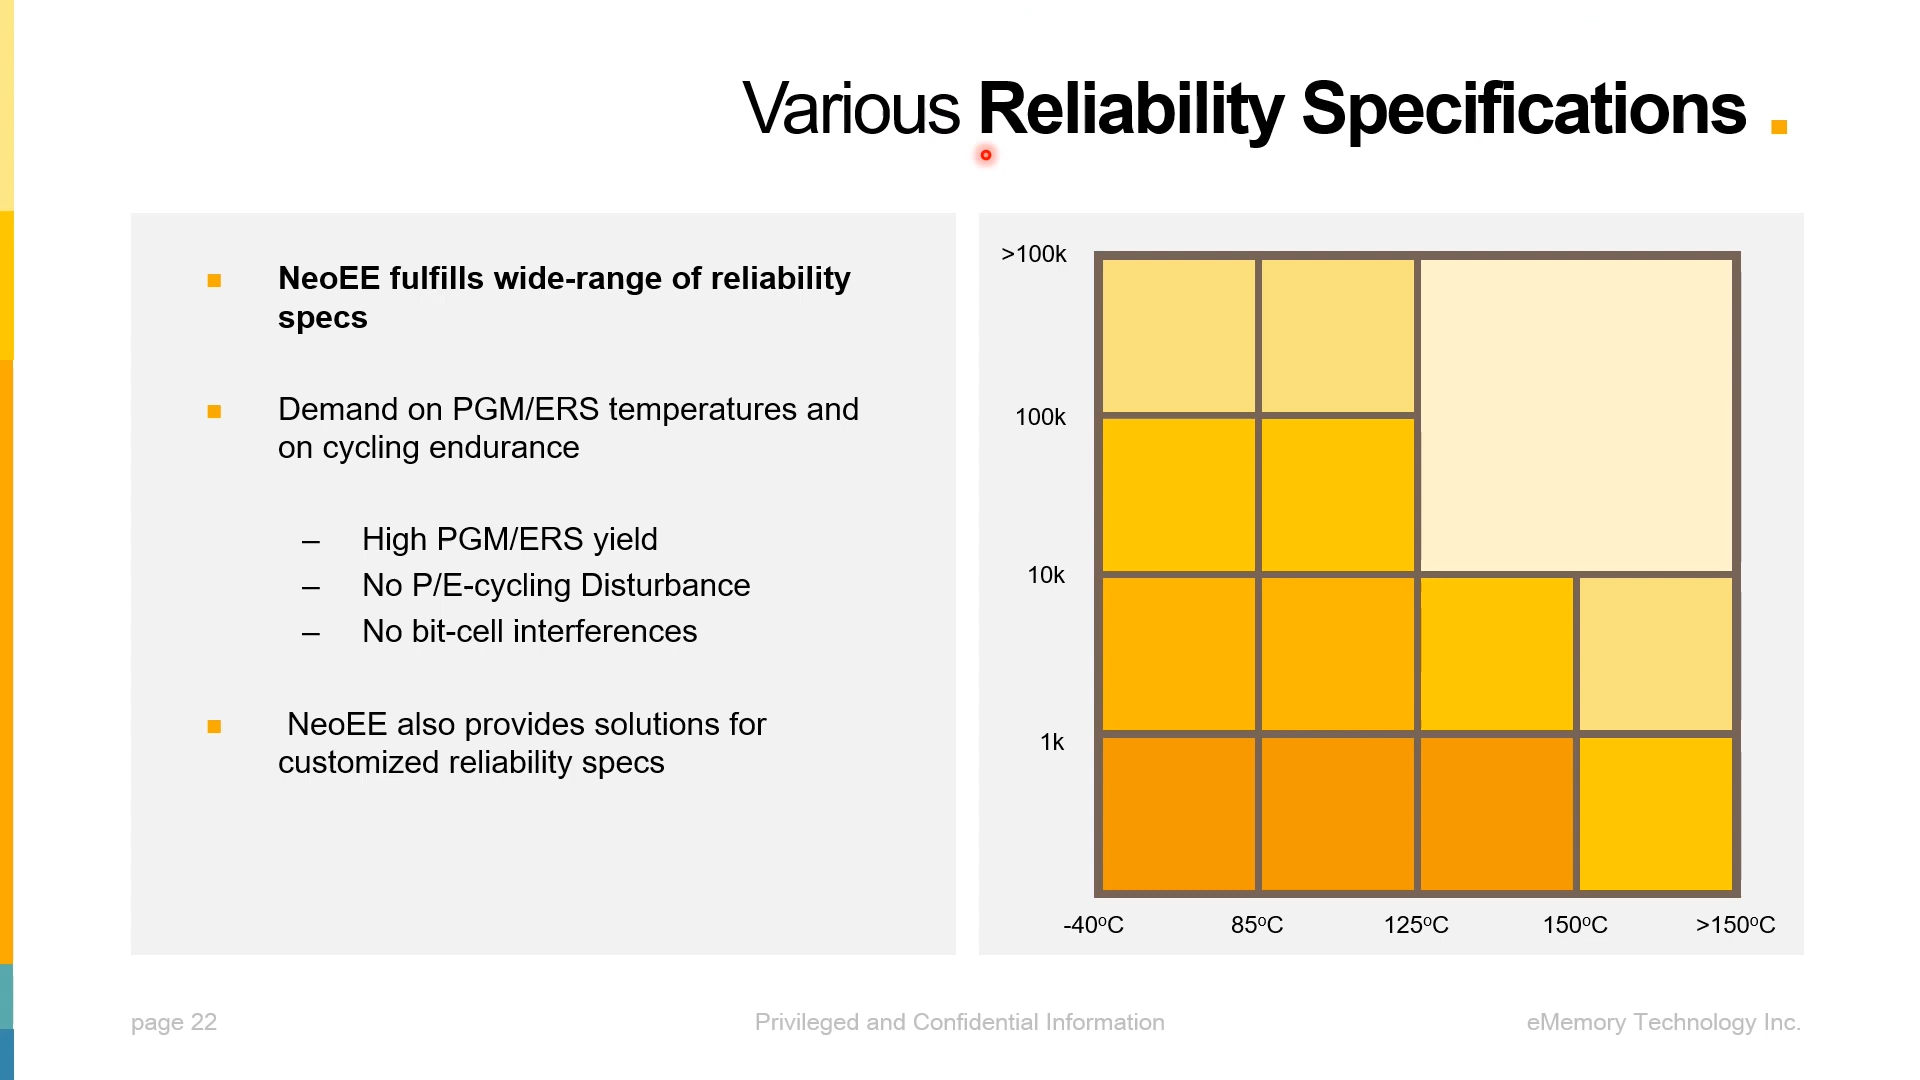 Various Reliability Specifications .
NeoEE fulfills wide-range of reliability
specs
Demand on PGM/ERS temperatures and
on cycling endurance
– High PGM/ERS yield
– No P/E-cycling Disturbance
– No bit-cell interferences
NeoEE also provides solutions for
customized reliability specs
>100k
100k
10k
1k
-40ºC 85ºC 125ºC 150ºC >150ºC
page 22
Privileged and Confidential Information
eMemory Technology Inc.